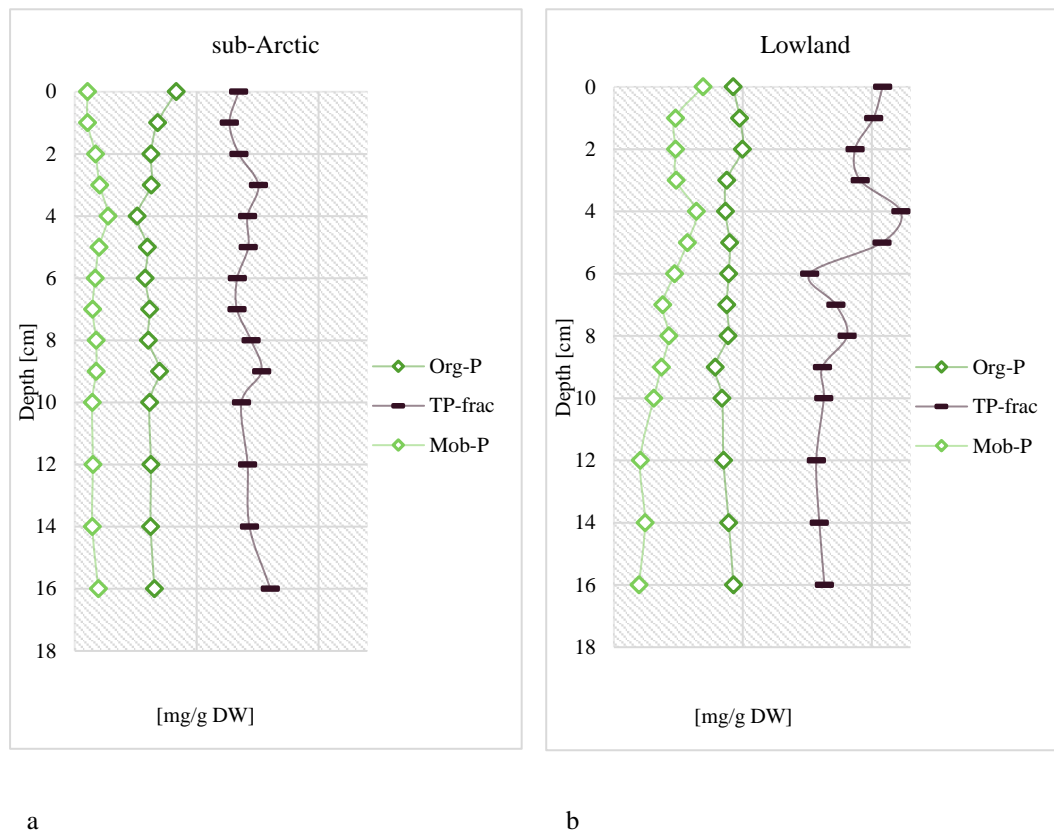 sub-Arctic
0
2
4
6
8
10
12
14
16
18
Depth [cm]
[mg/g DW]
Org-P
TP-frac
Mob-P
a
Lowland
0
2
4
6
8
10
12
14
16
18
Depth [cm]
[mg/g DW]
Org-P
TP-frac
Mob-P
b